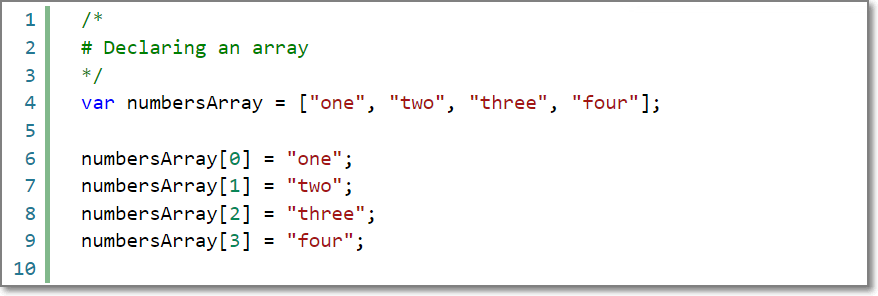 1 /*
2 # Declaring an array
3 */
4 var numbersArray = ["one", "two", "three", "four"];
5
6 numbersArray[0] = "one";
7 numbersArray[1] = "two";
8 numbersArray[2] = "three";
9 numbersArray[3] = "four";
10